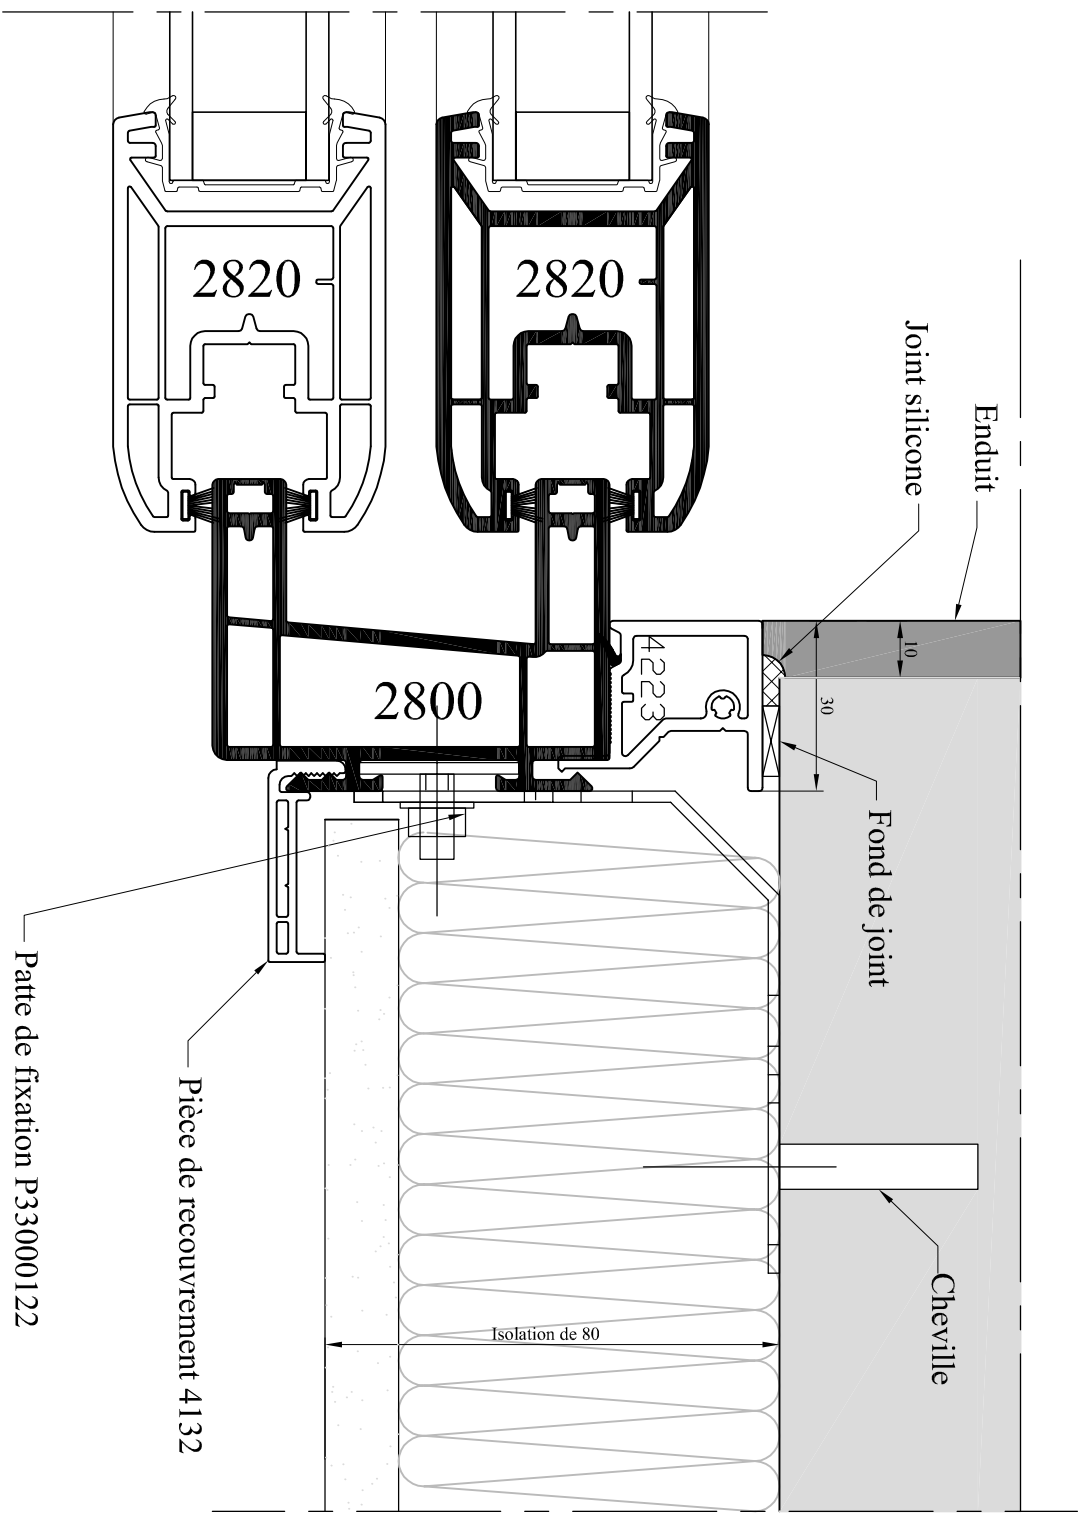 2820
2820
Joint silicone
Enduit
10
30
4223
2800
Fond de joint
Patte de fixation P33000122
Pièce de recouvrement 4132
Cheville
Isolation de 80